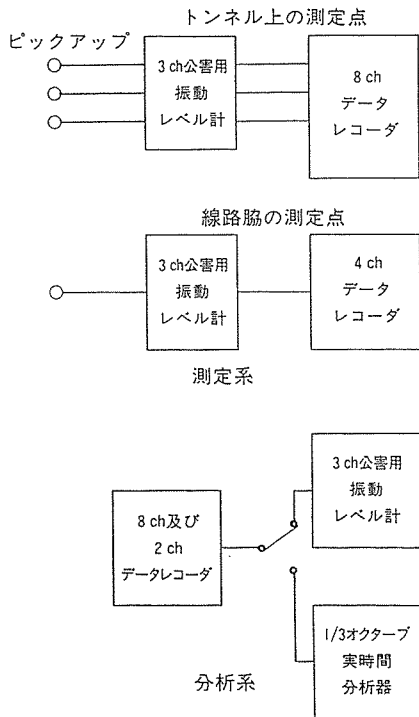 トンネル上の測定点
ピックアップ
3 ch公害用
振動
レベル計
8 ch
データ
レコーダ
線路脇の測定点
3 ch公害用
振動
レベル計
4 ch
データ
レコーダ
測定系
3 ch公害用
振動
レベル計
8 ch及び
2 ch
データレコーダ
1/3オクターブ
実時間
分析器
分析系